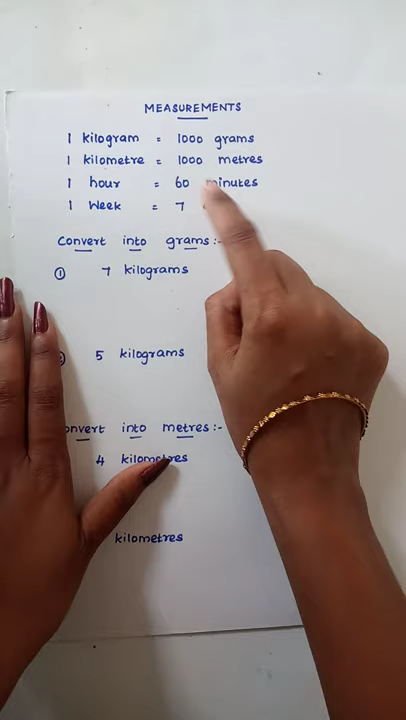 MEASUREMENTS
1 kilogram = 1000 grams
1 kilometre = 1000 metres
1 hour = 60 minutes
1 Week = 7
Convert into grams:-
① 7 kilograms
5 kilograms
Convert into metres:-
4 kilometres
kilometres